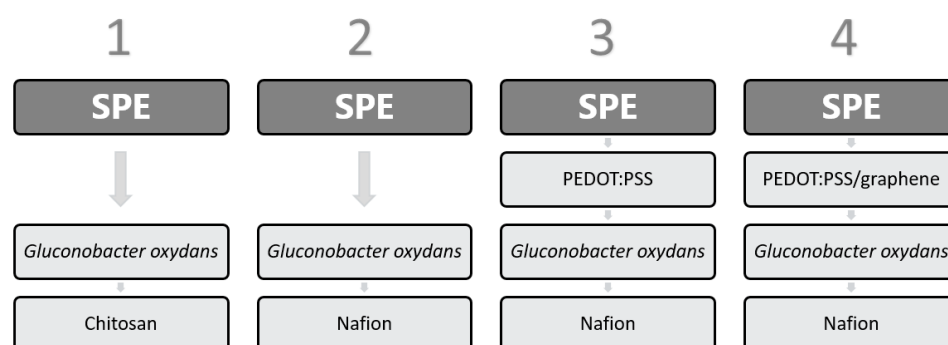 1
2
3
4
SPE
SPE
SPE
SPE
PEDOT:PSS
PEDOT:PSS/graphene
Gluconobacter oxydans
Gluconobacter oxydans
Gluconobacter oxydans
Gluconobacter oxydans
Chitosan
Nafion
Nafion
Nafion